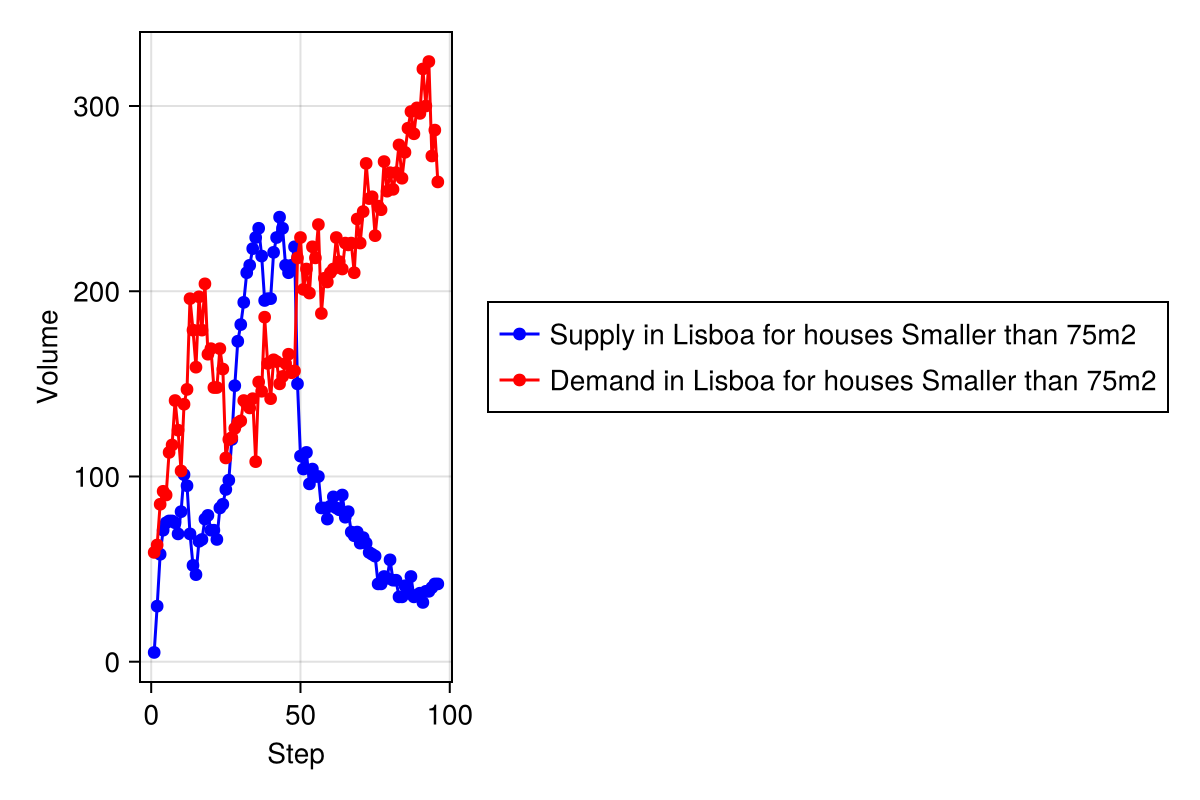 300
200
100
0
Volume
0 50 100
Step
Supply in Lisboa for houses Smaller than 75m2
Demand in Lisboa for houses Smaller than 75m2